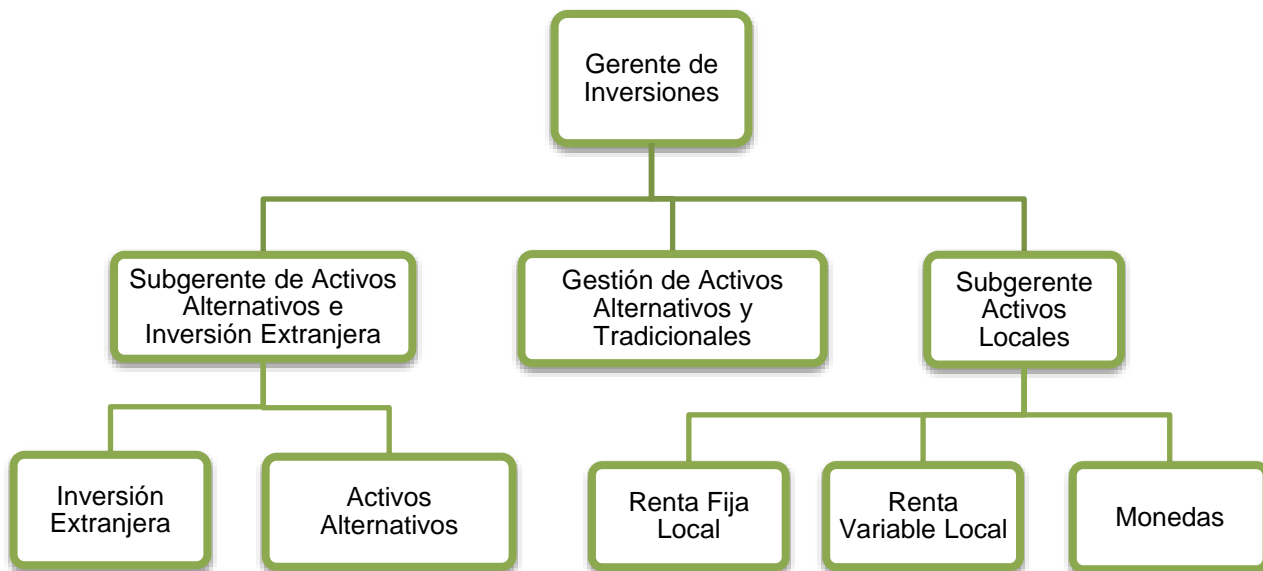 Gerente de
Inversiones
Subgerente de Activos
Alternativos e
Inversión Extranjera
Gestión de Activos
Alternativos y
Tradicionales
Subgerente
Activos
Locales
Inversión
Extranjera
Activos
Alternativos
Renta Fija
Local
Renta
Variable Local
Monedas